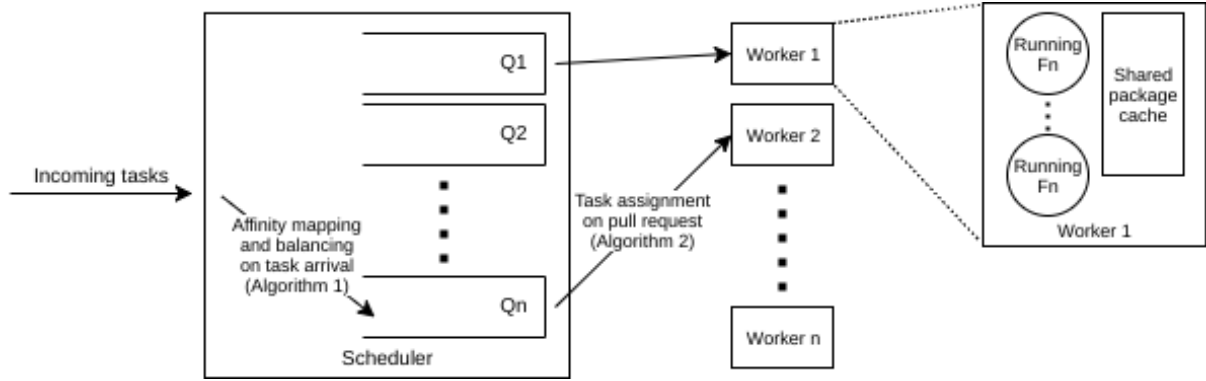 Incoming tasks
Affinity mapping
and balancing
on task arrival
(Algorithm 1)
Q1
Q2
Qn
Scheduler
Task assignment
on pull request
(Algorithm 2)
Worker 1
Worker 2
Worker n
Running
Fn
Running
Fn
Shared
package
cache
Worker 1